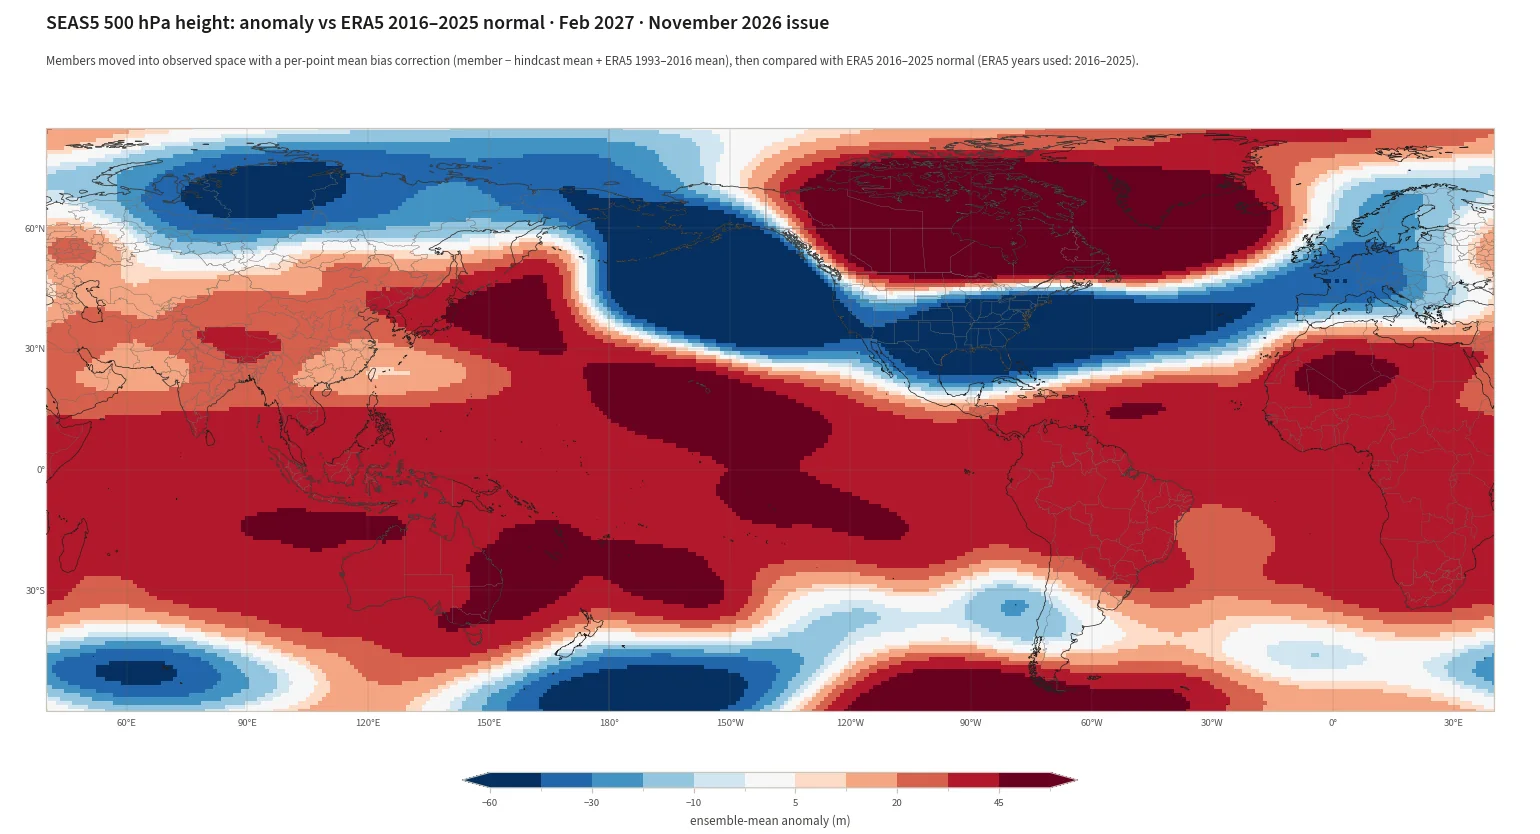 SEAS5 500 hPa height: anomaly vs ERA5 2016–2025 normal · Feb 2027 · November 2026 issue
Members moved into observed space with a per-point mean bias correction (member − hindcast mean + ERA5 1993–2016 mean), then compared with ERA5 2016–2025 normal (ERA5 years used: 2016–2025).
60°N
30°N
0°
30°S
60°E 90°E 120°E 150°E 180° 150°W 120°W 90°W 60°W 30°W 0° 30°E
−60 −30 −10 5 20 45
ensemble-mean anomaly (m)